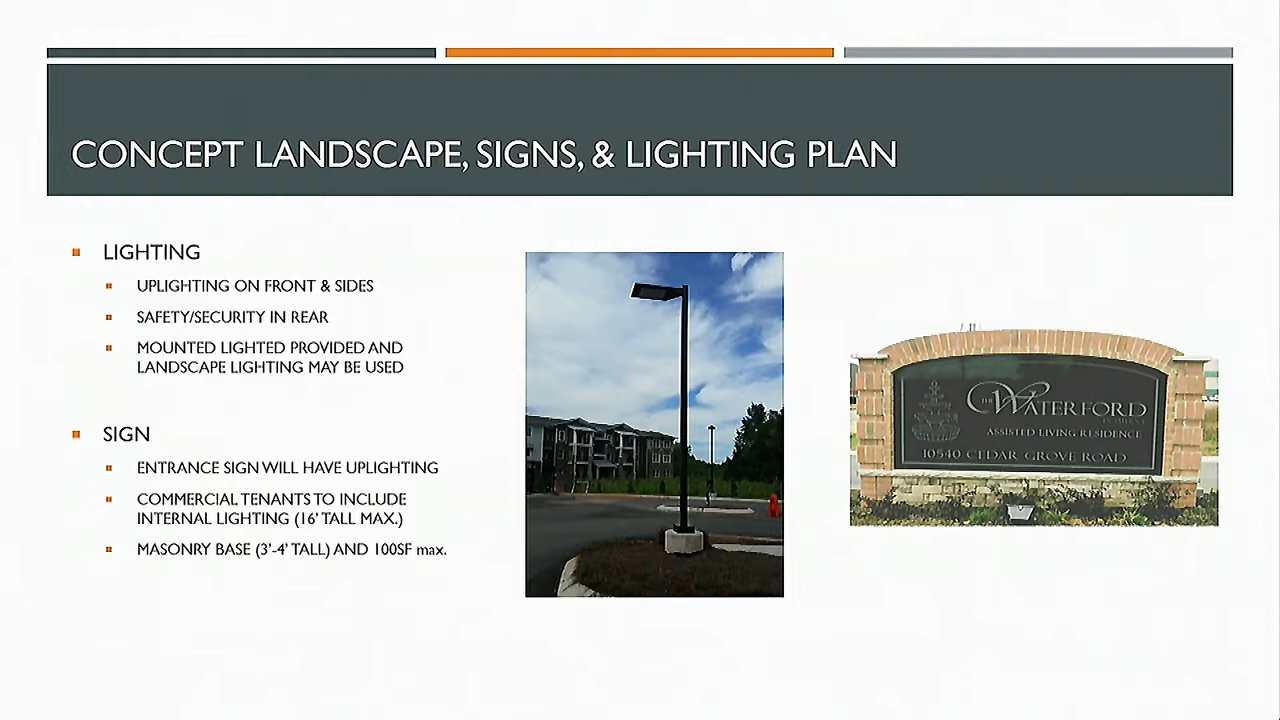 CONCEPT LANDSCAPE, SIGNS, & LIGHTING PLAN
LIGHTING
UPLIGHTING ON FRONT & SIDES
SAFETY/SECURITY IN REAR
MOUNTED LIGHTED PROVIDED AND
LANDSCAPE LIGHTING MAY BE USED
SIGN
ENTRANCE SIGN WILL HAVE UPLIGHTING
COMMERCIAL TENANTS TO INCLUDE
INTERNAL LIGHTING (16' TALL MAX.)
MASONRY BASE (3'-4' TALL) AND 100SF max.
THE WATERFORD
ASSISTED LIVING RESIDENCE
10540 CEDAR GROVE ROAD